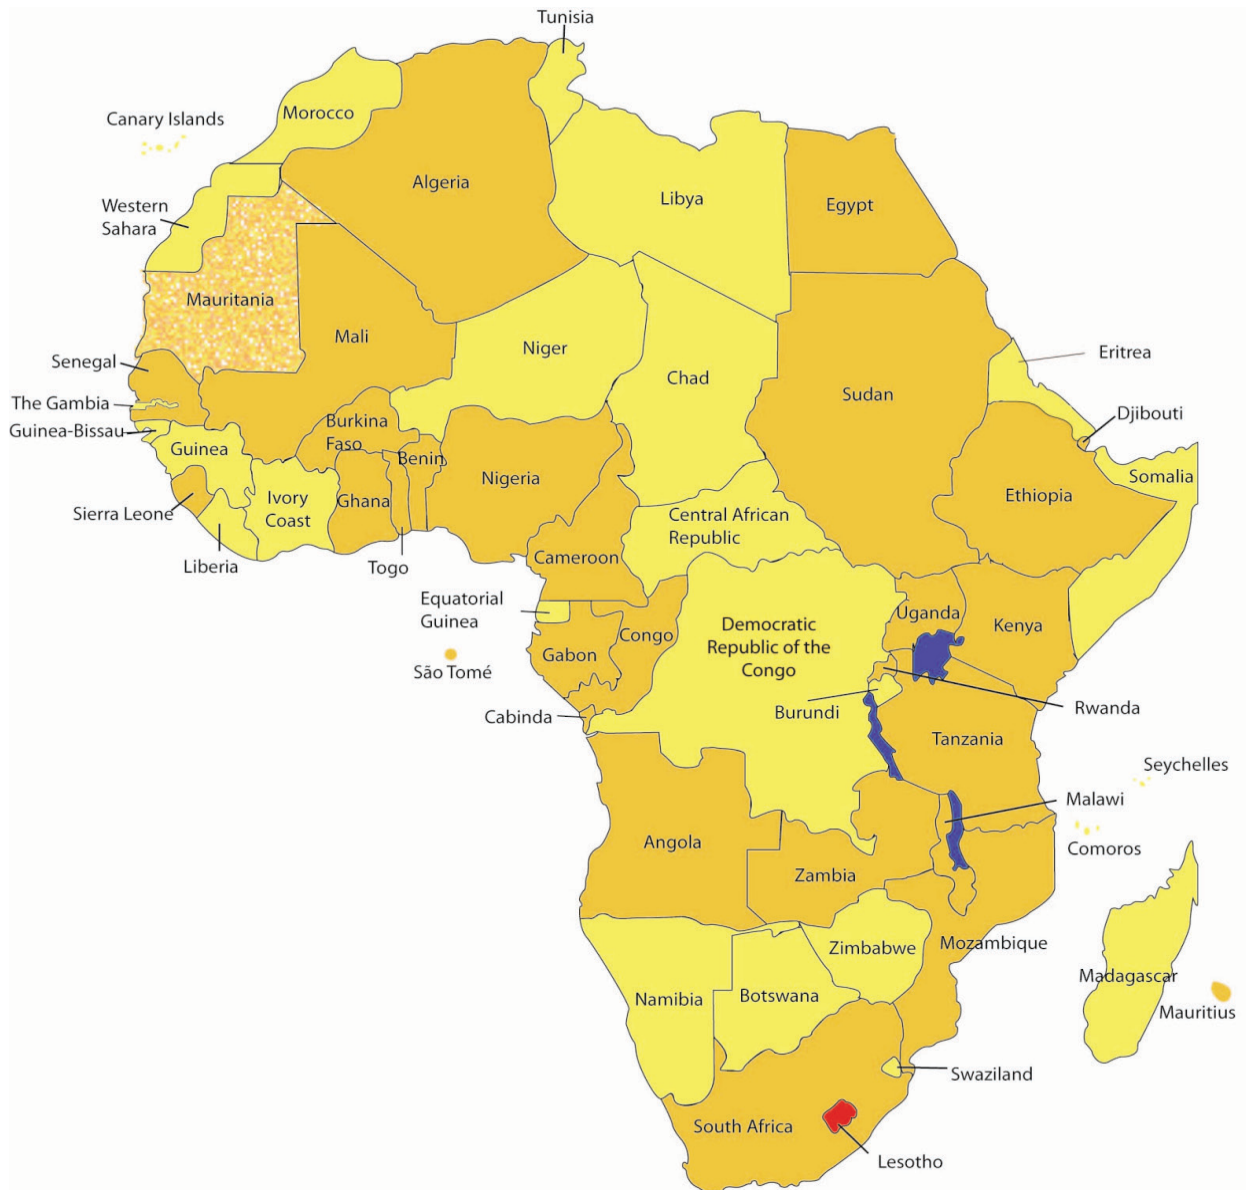 Tunisia
Morocco
Canary Islands
Algeria
Libya
Egypt
Western
Sahara
Mauritania
Mali
Niger
Chad
Sudan
Eritrea
Senegal
The Gambia
Guinea-Bissau
Guinea
Burkina
Faso
Benin
Djibouti
Somalia
Sierra Leone
Ivory
Coast
Ghana
Nigeria
Ethiopia
Central African
Republic
Liberia
Togo
Cameroon
Equatorial
Guinea
Uganda
Kenya
Congo
Democratic
Republic of the
Congo
Gabon
São Tomé
Cabinda
Burundi
Rwanda
Tanzania
Seychelles
Malawi
Comoros
Angola
Zambia
Zimbabwe
Mozambique
Madagascar
Mauritius
Namibia
Botswana
Swaziland
South Africa
Lesotho